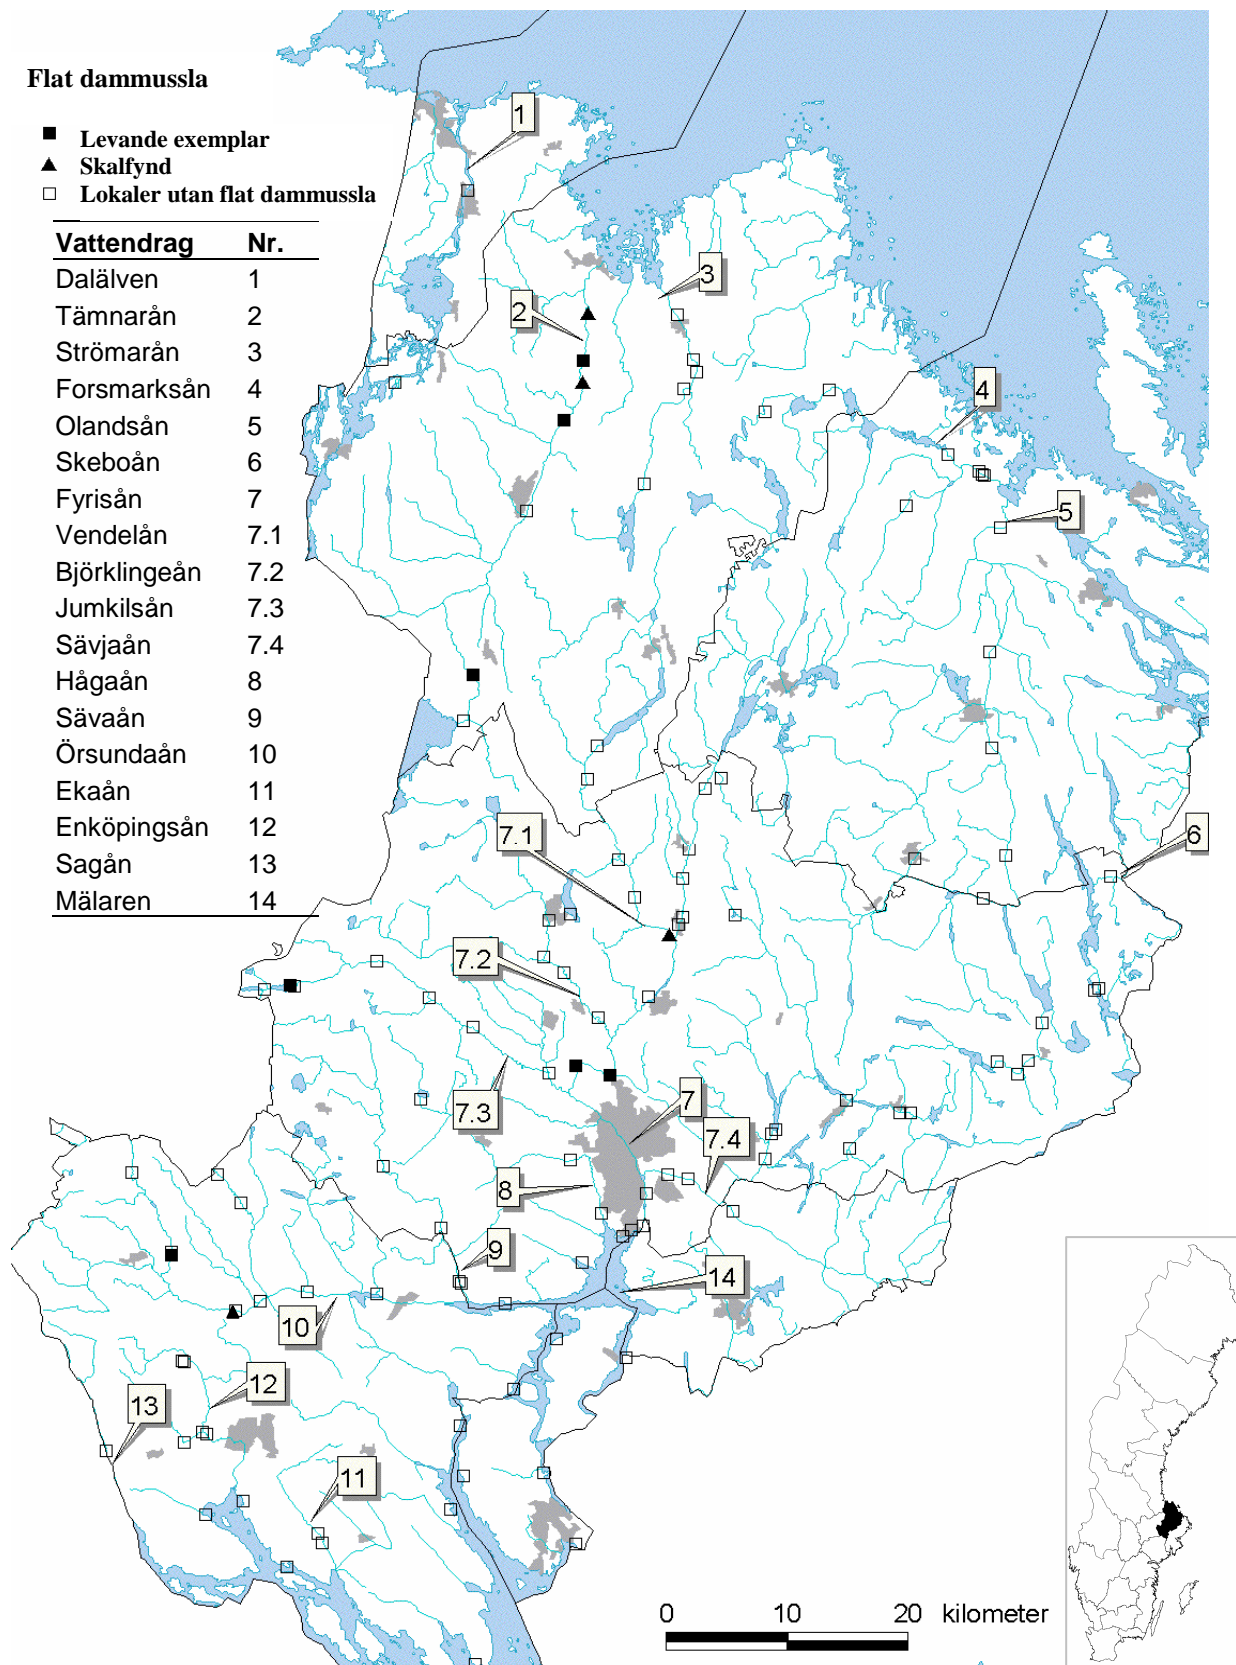 Flat dammussla
Levande exemplar
Skalfynd
Lokaler utan flat dammussla
Vattendrag Nr.
Dalälven 1
Tämnarån 2
Strömarån 3
Forsmarksån 4
Olandsån 5
Skeboån 6
Fyrisån 7
Vendelån 7.1
Björklingeån 7.2
Jumkilsån 7.3
Sävjaån 7.4
Hågaån 8
Sävaån 9
Örsundaån 10
Ekaån 11
Enköpingsån 12
Sagån 13
Mälaren 14
1
3
2
4
5
7.1
6
7.2
7.3
7
7.4
8
9
14
10
12
13
11
0 10 20 kilometer